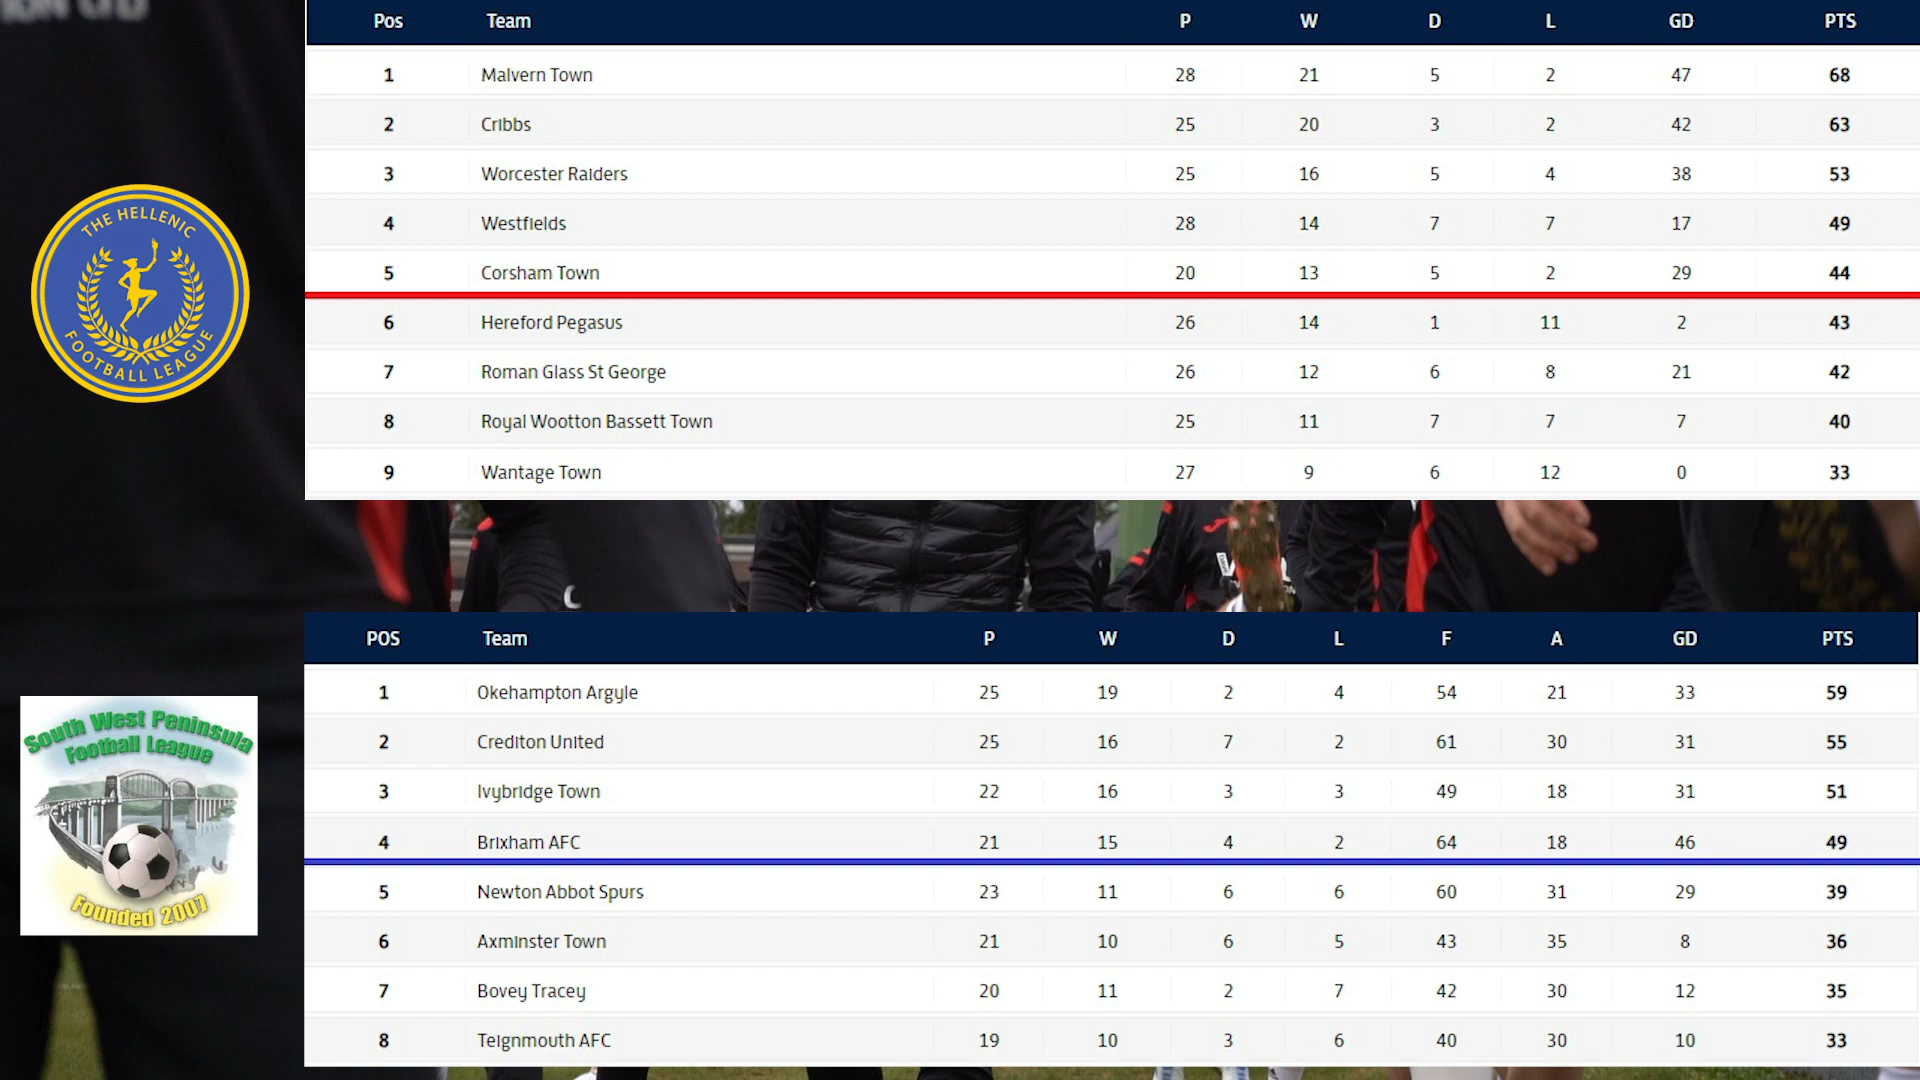 Pos Team P W D L GD PTS
1 Malvern Town 28 21 5 2 47 68
2 Cribbs 25 20 3 2 42 63
3 Worcester Raiders 25 16 5 4 38 53
4 Westfields 28 14 7 7 17 49
5 Corsham Town 20 13 5 2 29 44
6 Hereford Pegasus 26 14 1 11 2 43
7 Roman Glass St George 26 12 6 8 21 42
8 Royal Wootton Bassett Town 25 11 7 7 7 40
9 Wantage Town 27 9 6 12 0 33
THE HELLENIC
FOOTBALL LEAGUE
POS Team P W D L F A GD PTS
1 Okehampton Argyle 25 19 2 4 54 21 33 59
2 Crediton United 25 16 7 2 61 30 31 55
3 Ivybridge Town 22 16 3 3 49 18 31 51
4 Brixham AFC 21 15 4 2 64 18 46 49
5 Newton Abbot Spurs 23 11 6 6 60 31 29 39
6 Axminster Town 21 10 6 5 43 35 8 36
7 Bovey Tracey 20 11 2 7 42 30 12 35
8 Teignmouth AFC 19 10 3 6 40 30 10 33
South West Peninsula
Football League
Founded 2007